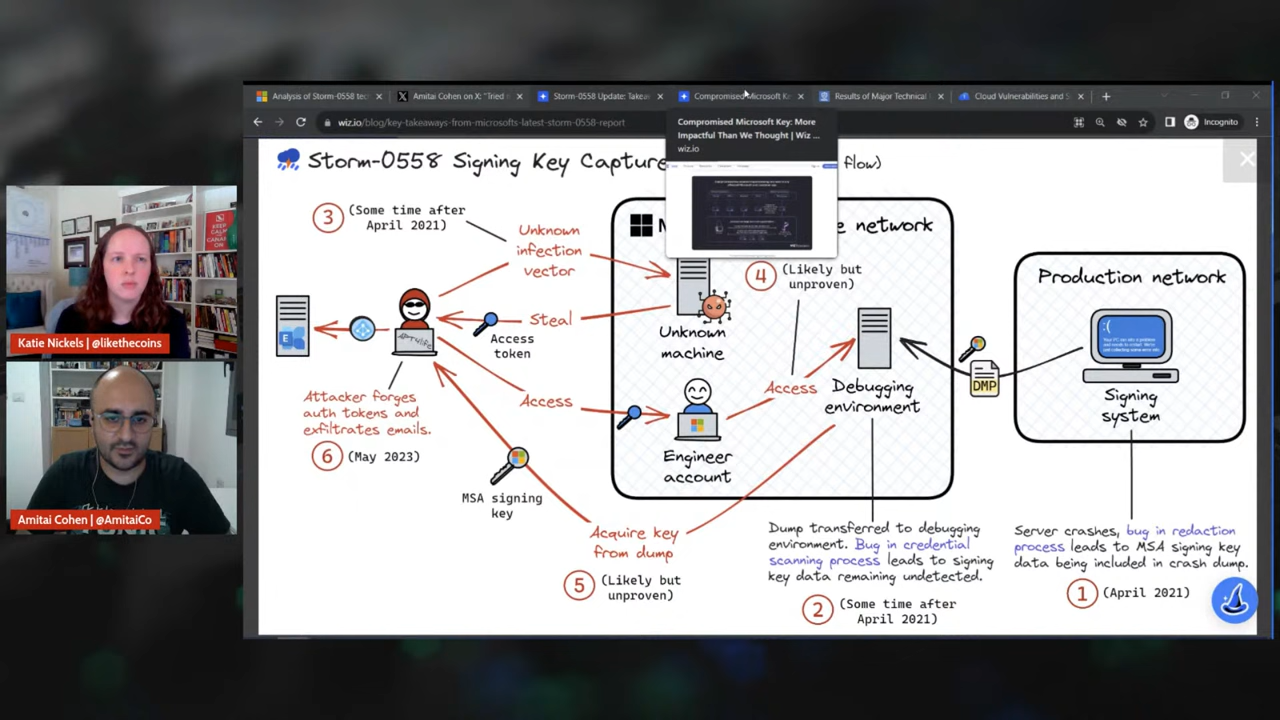 Analysis of Storm-0558 tec
Amitai Cohen on X: "Tried
Storm-0558 Update: Takea
Compromised Microsoft Ke
Results of Major Technical
Cloud Vulnerabilities and S
wiz.io/blog/key-takeaways-from-microsofts-latest-storm-0558-report
Incognito
Compromised Microsoft Key: More
Impactful Than We Thought | Wiz ...
wiz.io
Storm-0558 Signing Key Capture
flow)
3
(Some time after
April 2021)
Unknown
infection
vector
Steal
Access
token
Unknown
machine
e network
4
(Likely but
unproven)
Access
Debugging
environment
DMP
Production network
Signing
system
Access
Engineer
account
Attacker forges
auth tokens and
exfiltrates emails.
6
(May 2023)
MSA signing
key
Acquire key
from dump
5
(Likely but
unproven)
Dump transferred to debugging
environment. Bug in credential
scanning process leads to signing
key data remaining undetected.
2
(Some time after
April 2021)
Server crashes, bug in redaction
process leads to MSA signing key
data being included in crash dump.
1
(April 2021)
Katie Nickels | @likethecoins
Amitai Cohen | @AmitaiCo